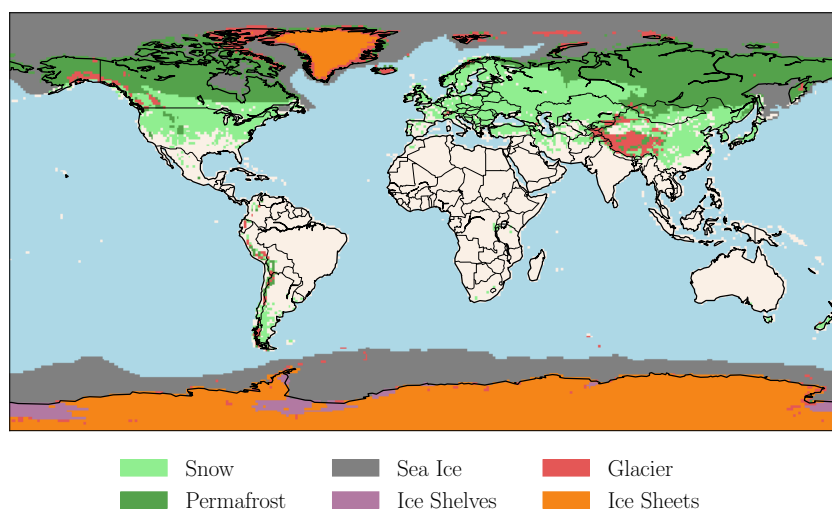 Snow
Sea Ice
Glacier
Permafrost
Ice Shelves
Ice Sheets